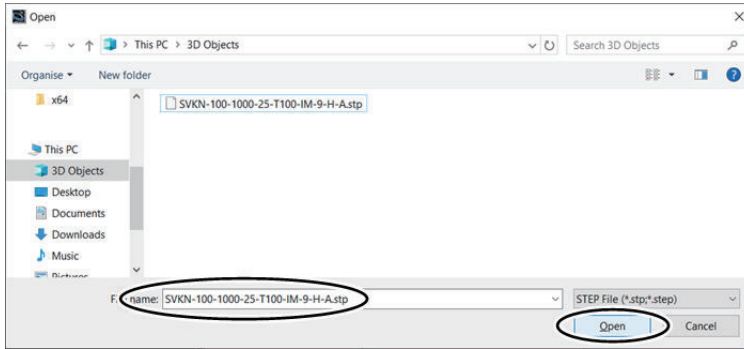 Open
This PC > 3D Objects
Search 3D Objects
Organise
New folder
x64
SVKN-100-1000-25-T100-IM-9-H-A.stp
This PC
3D Objects
Desktop
Documents
Downloads
Music
Pictures
name: SVKN-100-1000-25-T100-IM-9-H-A.stp
STEP File (*.stp;*.step)
Open
Cancel